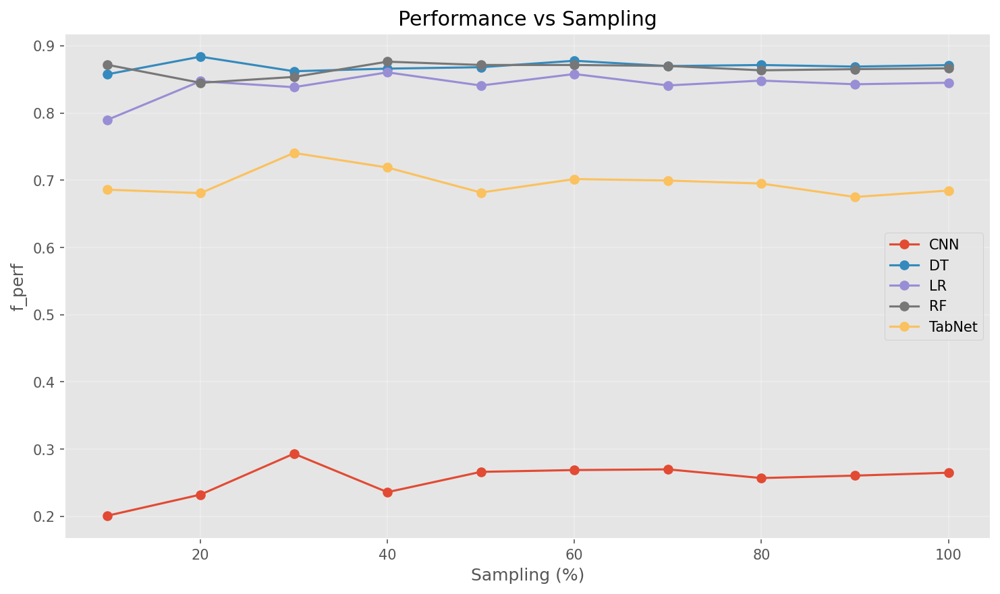 Performance vs Sampling
0.9
0.8
0.7
0.6
0.5
0.4
0.3
0.2
f_perf
CNN
DT
LR
RF
TabNet
20
40
60
80
100
Sampling (%)